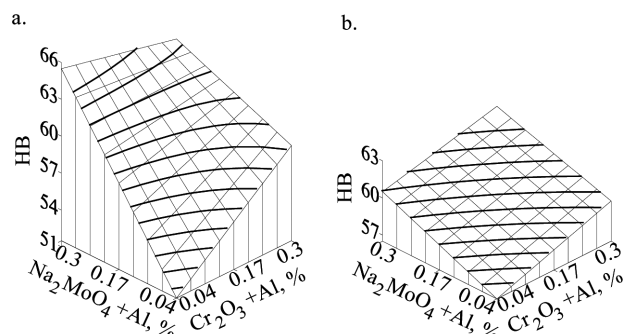 a.
66
63
60
57
54
51
HB
0.3
0.17
0.04
Na2MoO4 +Al, %
0.04
0.17
0.3
Cr2O3 +Al, %
b.
63
60
57
HB
0.3
0.17
0.04
Na2MoO4 +Al, %
0.04
0.17
0.3
Cr2O3+Al, %